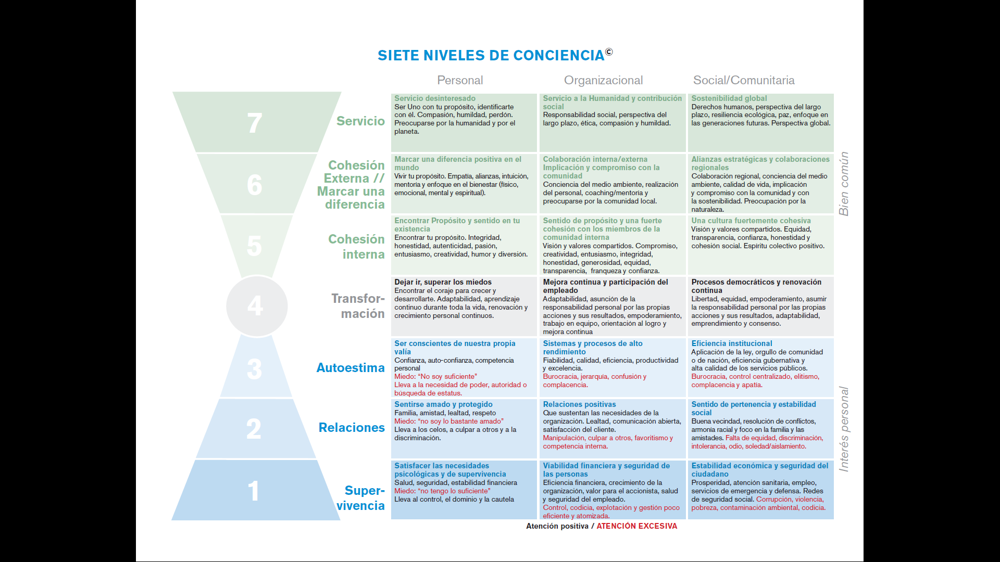 SIETE NIVELES DE CONCIENCIA©
Personal
Organizacional
Social/Comunitaria
7
Servicio
Servicio desinteresado
Ser Uno con tu propósito, identificarte
con él. Compasión, humildad, perdón.
Preocuparse por la humanidad y por el
planeta.
Servicio a la Humanidad y contribución
social
Responsabilidad social, perspectiva del
largo plazo, ética, compasión y humildad.
Sostenibilidad global
Derechos humanos, perspectiva del largo
plazo, resiliencia ecológica, paz, enfoque en
las generaciones futuras. Perspectiva global.
6
Cohesión
Externa //
Marcar una
diferencia
Marcar una diferencia positiva en el
mundo
Vivir tu propósito. Empatía, alianzas, intuición,
mentoría y enfoque en el bienestar (físico,
emocional, mental y espiritual).
Colaboración interna/externa
Implicación y compromiso con la
comunidad
Conciencia del medio ambiente, realización
del personal, coaching/mentoría y
preocuparse por la comunidad local.
Alianzas estratégicas y colaboraciones
regionales
Colaboración regional, conciencia del medio
ambiente, calidad de vida, implicación
y compromiso con la comunidad y con
la sostenibilidad. Preocupación por la
naturaleza.
Bien común
5
Cohesión
interna
Encontrar Propósito y sentido en tu
existencia
Encontrar tu propósito. Integridad,
honestidad, autenticidad, pasión,
entusiasmo, creatividad, humor y diversión.
Sentido de propósito y una fuerte
cohesión con los miembros de la
comunidad interna
Visión y valores compartidos. Compromiso,
creatividad, entusiasmo, integridad,
honestidad, generosidad, equidad,
transparencia, franqueza y confianza.
Una cultura fuertemente cohesiva
Visión y valores compartidos. Equidad,
transparencia, confianza, honestidad y
cohesión social. Espíritu colectivo positivo.
4
Transfor-
mación
Dejar ir, superar los miedos
Encontrar el coraje para crecer y
desarrollarte. Adaptabilidad, aprendizaje
continuo durante toda la vida, renovación y
crecimiento personal continuos.
Mejora continua y participación del
empleado
Adaptabilidad, asunción de la
responsabilidad personal por las propias
acciones y sus resultados, empoderamiento,
trabajo en equipo, orientación al logro y
mejora continua
Procesos democráticos y renovación
continua
Libertad, equidad, empoderamiento, asumir
la responsabilidad personal por las propias
acciones y sus resultados, adaptabilidad,
emprendimiento y consenso.
3
Autoestima
Ser conscientes de nuestra propia
valía
Confianza, auto-confianza, competencia
personal
Miedo: “No soy suficiente”
Lleva a la necesidad de poder, autoridad o
búsqueda de estatus.
Sistemas y procesos de alto
rendimiento
Fiabilidad, calidad, eficiencia, productividad
y excelencia.
Burocracia, jerarquía, confusión y
complacencia.
Eficiencia institucional
Aplicación de la ley, orgullo de comunidad
o de nación, eficiencia gubernativa y
alta calidad de los servicios públicos.
Burocracia, control centralizado, elitismo,
complacencia y apatía.
2
Relaciones
Sentirse amado y protegido
Familia, amistad, lealtad, respeto
Miedo: “no soy lo bastante amado”
Lleva a los celos, a culpar a otros y a la
discriminación.
Relaciones positivas
Que sustentan las necesidades de la
organización. Lealtad, comunicación abierta,
satisfacción del cliente.
Manipulación, culpar a otros, favoritismo y
competencia interna.
Sentido de pertenencia y estabilidad
social
Buena vecindad, resolución de conflictos,
armonía racial y foco en la familia y las
amistades. Falta de equidad, discriminación,
intolerancia, odio, soledad/aislamiento.
Interés personal
1
Super-
vivencia
Satisfacer las necesidades
psicológicas y de supervivencia
Salud, seguridad, estabilidad financiera
Miedo: “no tengo lo suficiente”
Lleva al control, el dominio y la cautela
Viabilidad financiera y seguridad de
las personas
Eficiencia financiera, crecimiento de la
organización, valor para el accionista, salud
y seguridad del empleado.
Control, codicia, explotación y gestión poco
eficiente y atomizada.
Estabilidad económica y seguridad del
ciudadano
Prosperidad, atención sanitaria, empleo,
servicios de emergencia y defensa. Redes
de seguridad social. Corrupción, violencia,
pobreza, contaminación ambiental, codicia.
Atención positiva / ATENCIÓN EXCESIVA